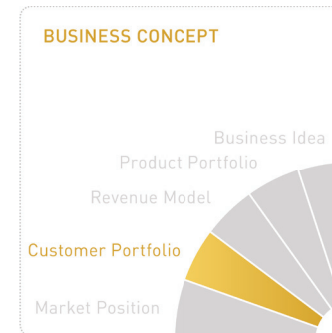 BUSINESS CONCEPT
Business Idea
Product Portfolio
Revenue Model
Customer Portfolio
Market Position